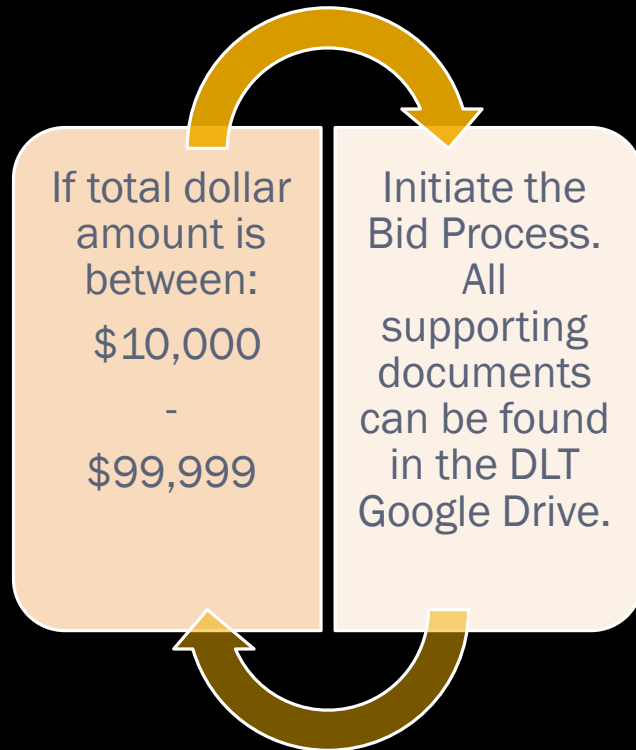 If total dollar
amount is
between:
$10,000
-
$99,999
Initiate the
Bid Process.
All
supporting
documents
can be found
in the DLT
Google Drive.